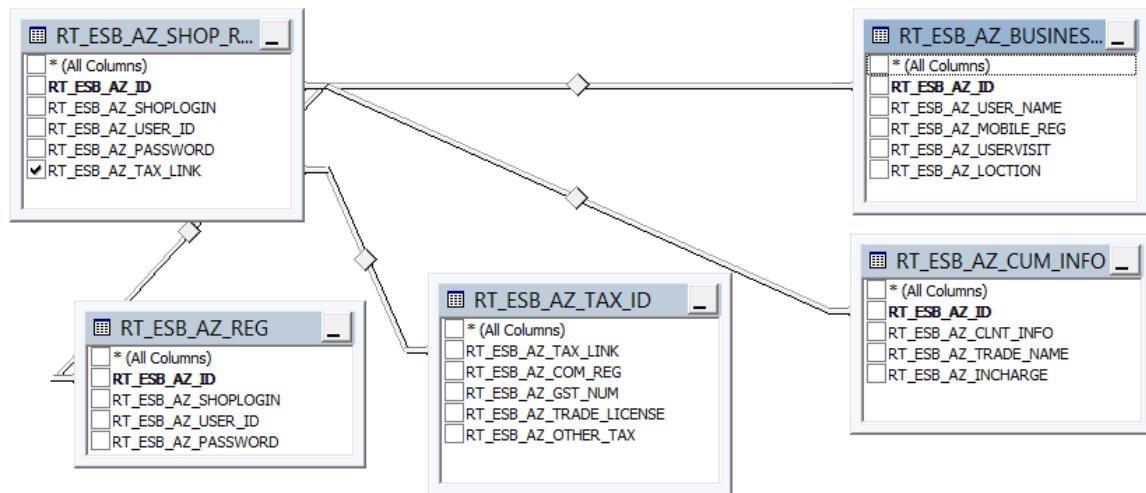 RT_ESB_AZ_SHOP_R...
* (All Columns)
RT_ESB_AZ_ID
RT_ESB_AZ_SHOPLOGIN
RT_ESB_AZ_USER_ID
RT_ESB_AZ_PASSWORD
RT_ESB_AZ_TAX_LINK
RT_ESB_AZ_BUSINES...
* (All Columns)
RT_ESB_AZ_ID
RT_ESB_AZ_USER_NAME
RT_ESB_AZ_MOBILE_REG
RT_ESB_AZ_USERVISIT
RT_ESB_AZ_LOCTION
RT_ESB_AZ_REG
* (All Columns)
RT_ESB_AZ_ID
RT_ESB_AZ_SHOPLOGIN
RT_ESB_AZ_USER_ID
RT_ESB_AZ_PASSWORD
RT_ESB_AZ_TAX_ID
* (All Columns)
RT_ESB_AZ_TAX_LINK
RT_ESB_AZ_COM_REG
RT_ESB_AZ_GST_NUM
RT_ESB_AZ_TRADE_LICENSE
RT_ESB_AZ_OTHER_TAX
RT_ESB_AZ_CUM_INFO
* (All Columns)
RT_ESB_AZ_ID
RT_ESB_AZ_CLNT_INFO
RT_ESB_AZ_TRADE_NAME
RT_ESB_AZ_INCHARGE